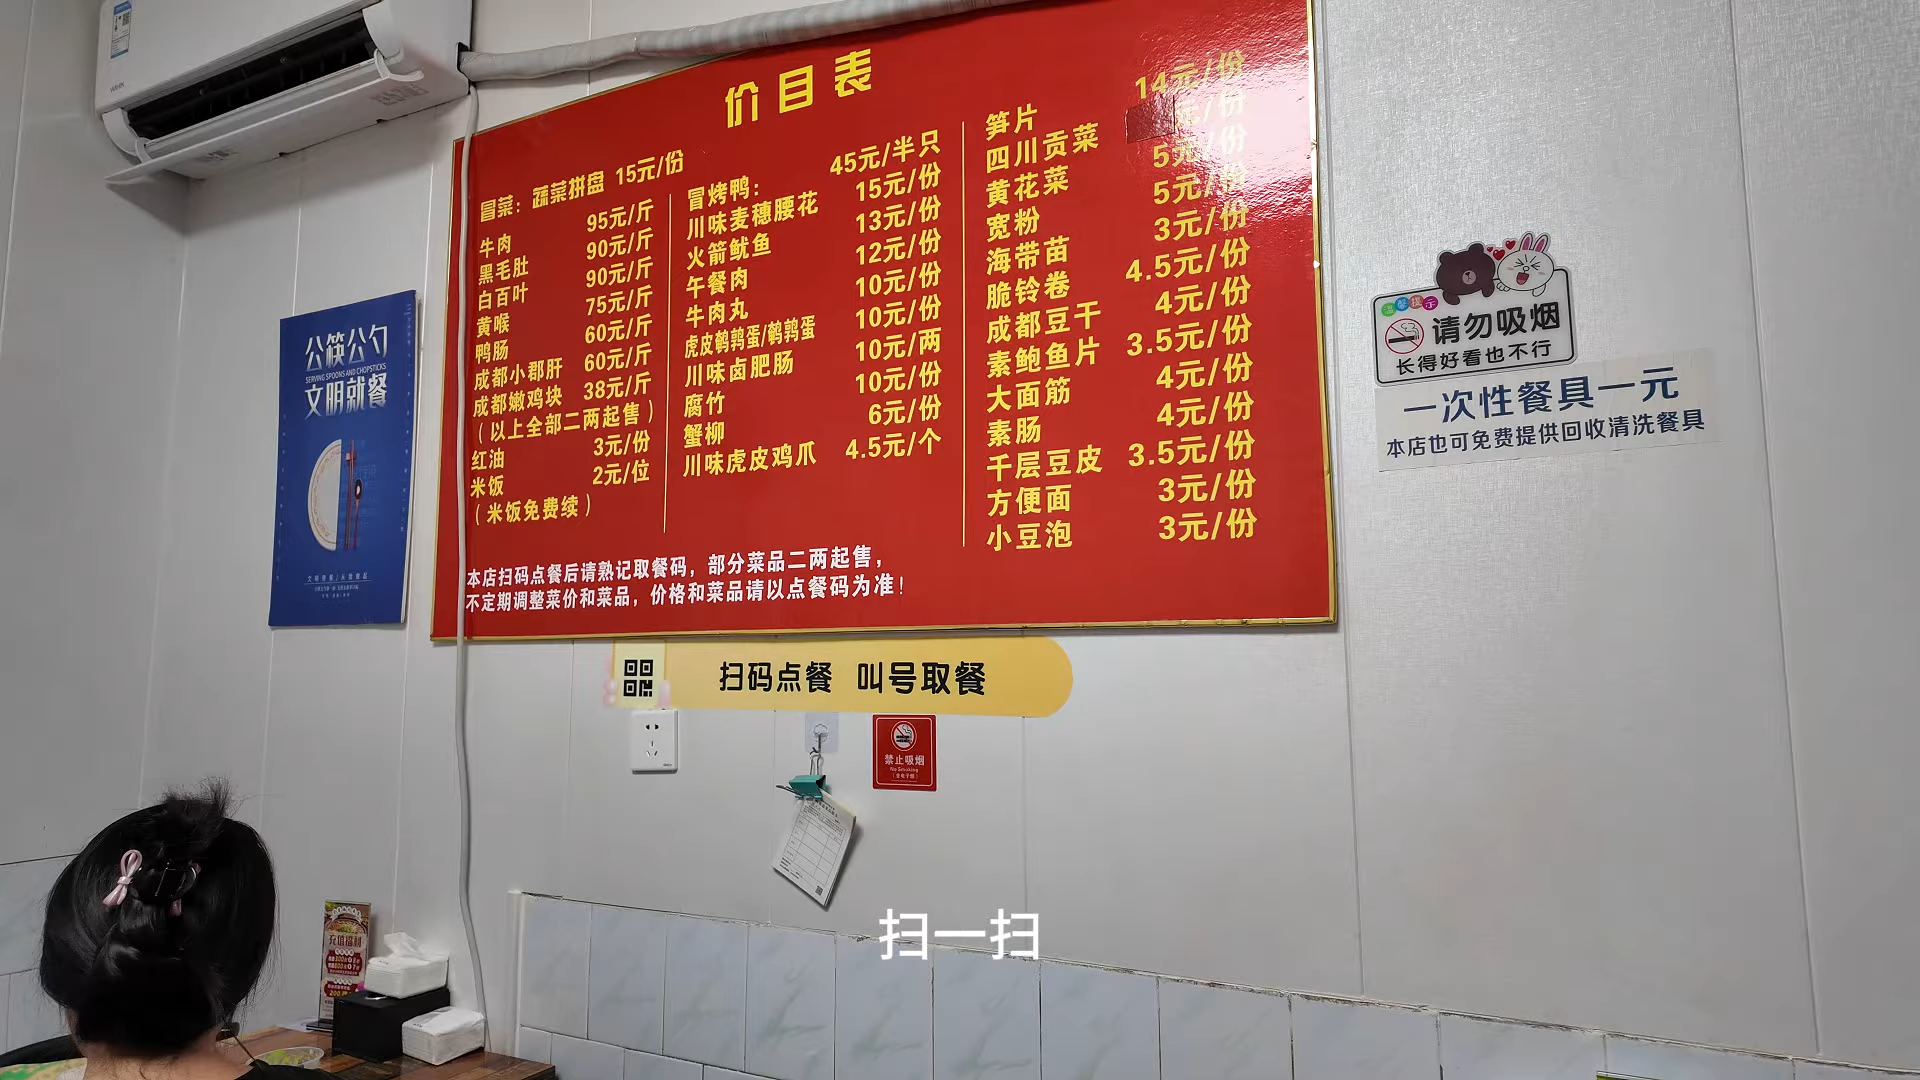 价目表
冒菜：蔬菜拼盘 15元/份
牛肉 95元/斤
黑毛肚 90元/斤
白百叶 90元/斤
黄喉 75元/斤
鸭肠 60元/斤
成都小郡肝 60元/斤
成都嫩鸡块 38元/斤
（以上全部二两起售）
红油 3元/份
米饭 2元/位
（米饭免费续）
冒烤鸭： 45元/半只
川味麦穗腰花 15元/份
火箭鱿鱼 13元/份
午餐肉 12元/份
牛肉丸 10元/份
虎皮鹌鹑蛋/鹌鹑蛋 10元/份
川味卤肥肠 10元/两
腐竹 10元/份
蟹柳 6元/份
川味虎皮鸡爪 4.5元/个
笋片 14元/份
四川贡菜 元/份
黄花菜 5元/份
宽粉 5元/份
海带苗 3元/份
脆铃卷 4.5元/份
成都豆干 4元/份
素鲍鱼片 3.5元/份
大面筋 4元/份
素肠 4元/份
千层豆皮 3.5元/份
方便面 3元/份
小豆泡 3元/份
本店扫码点餐后请熟记取餐码，部分菜品二两起售，
不定期调整菜价和菜品，价格和菜品请以点餐码为准！
公筷公勺
SERVING SPOONS AND CHOPSTICKS
文明就餐
温馨提示
请勿吸烟
长得好看也不行
一次性餐具一元
本店也可免费提供回收清洗餐具
扫码点餐 叫号取餐
禁止吸烟
No Smoking
充值福利
扫一扫